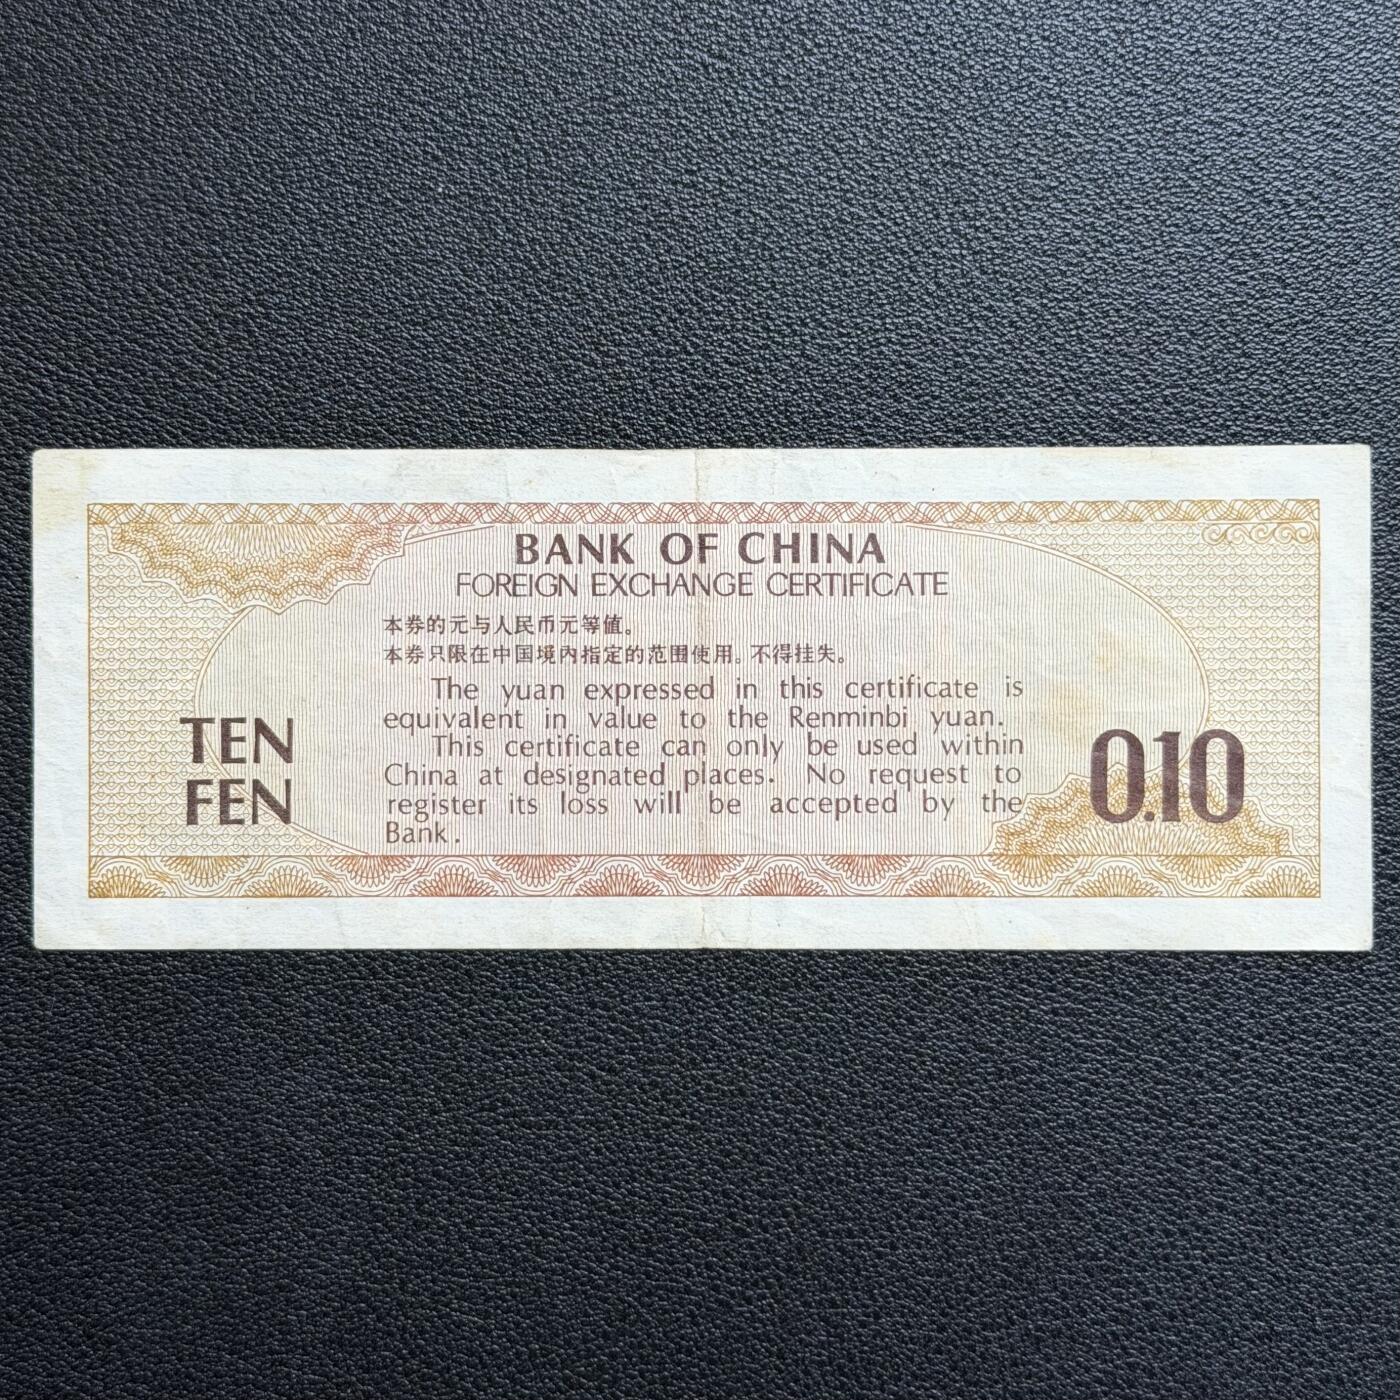 BANK OF CHINA
FOREIGN EXCHANGE CERTIFICATE
本券的元与人民币元等值。
本券只限在中国境内指定的范围使用。不得挂失。
The yuan expressed in this certificate is
equivalent in value to the Renminbi yuan.
This certificate can only be used within
China at designated places. No request to
register its loss will be accepted by the
Bank.
TEN
FEN
0.10